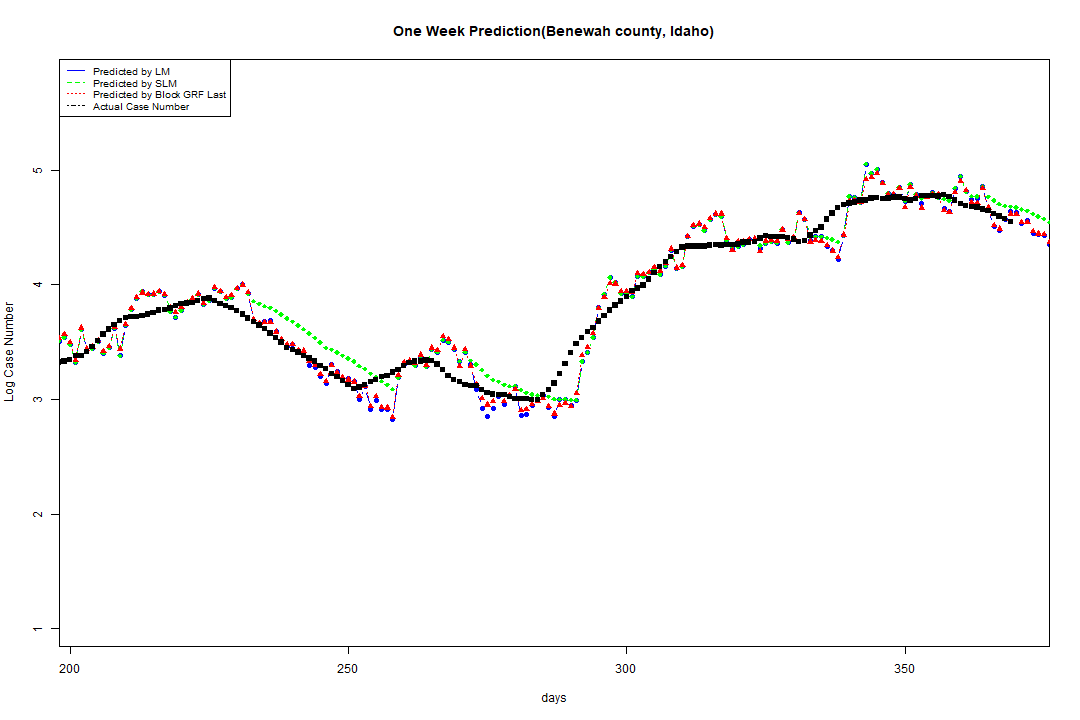 One Week Prediction(Benewah county, Idaho)
Predicted by LM
Predicted by SLM
Predicted by Block GRF Last
Actual Case Number
Log Case Number
5
4
3
2
1
200
250
300
350
days